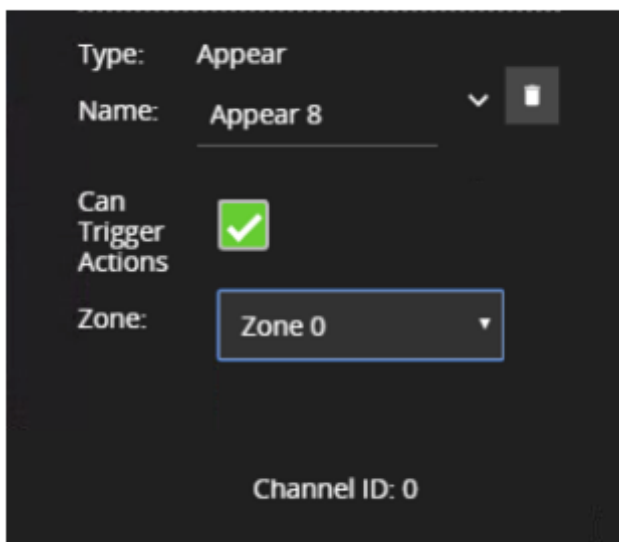 Type: Appear
Name: Appear 8
Can
Trigger
Actions
Zone: Zone 0
Channel ID: 0